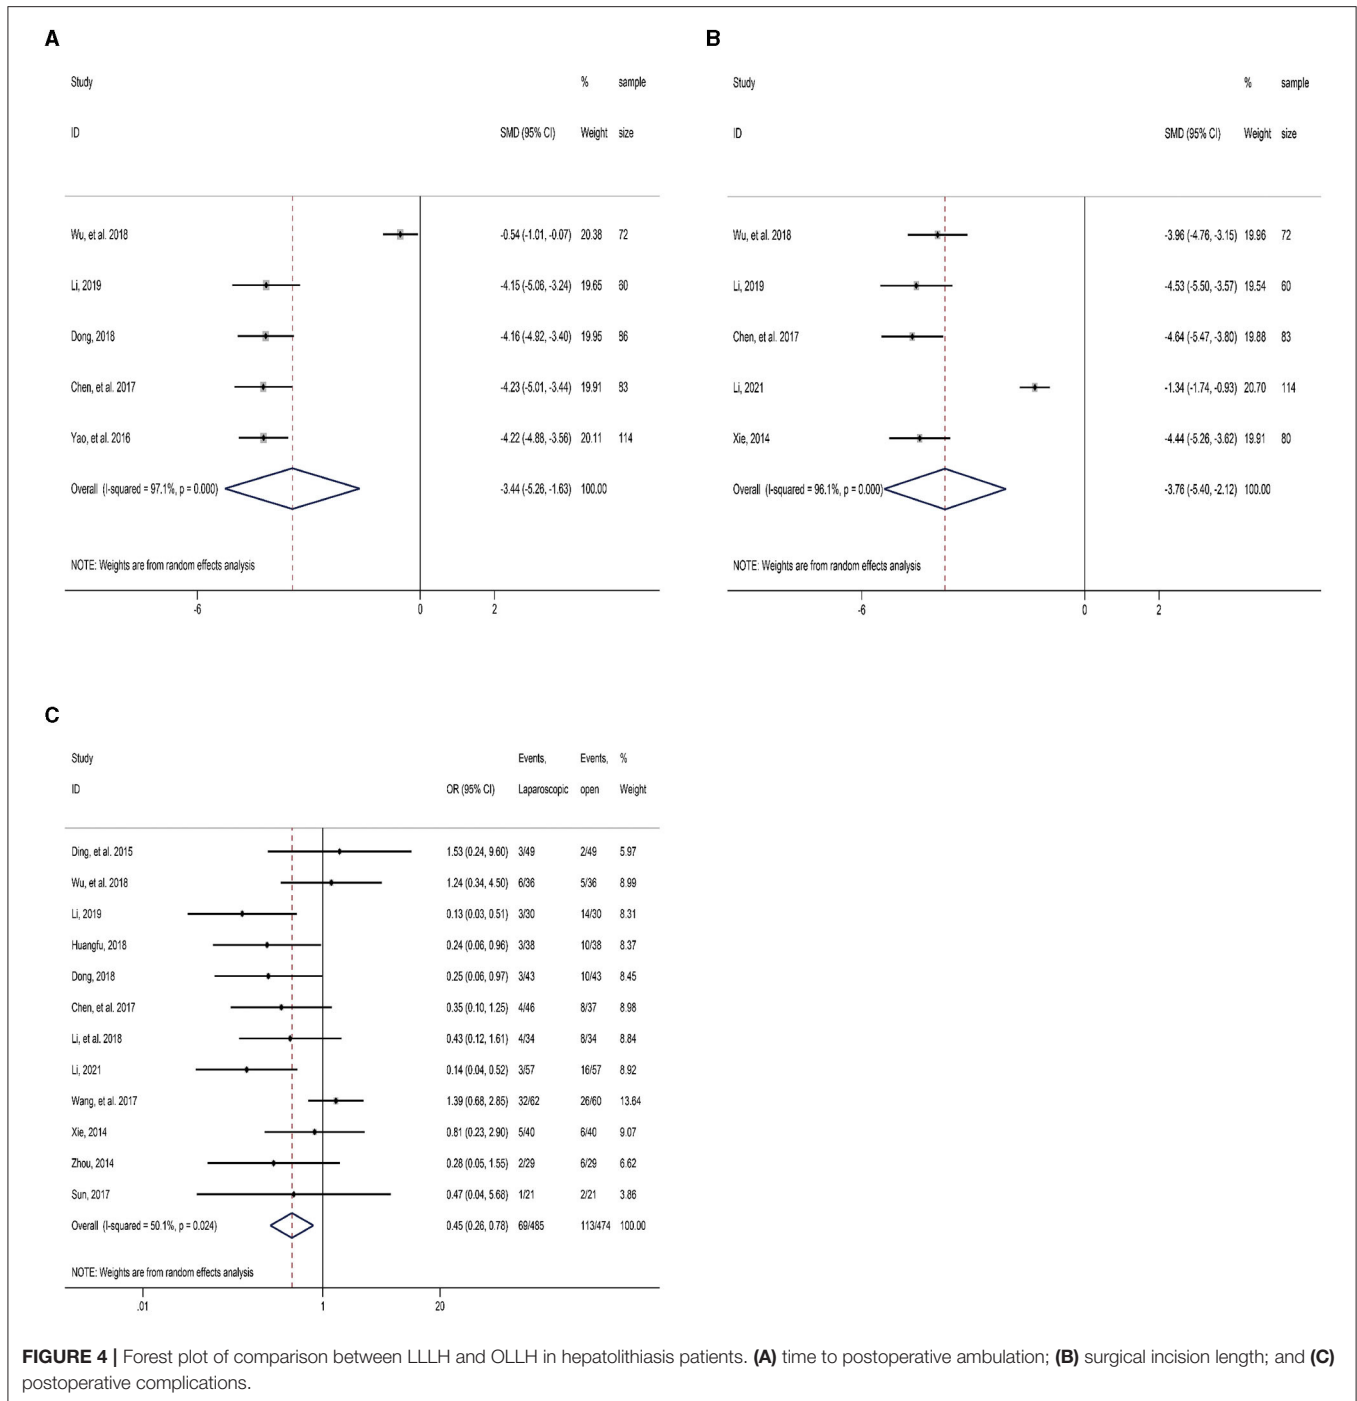 A
Study % sample
ID SMD (95% CI) Weight size
Wu, et al. 2018 -0.54 (-1.01, -0.07) 20.38 72
Li, 2019 -4.15 (-5.06, -3.24) 19.65 60
Dong, 2018 -4.16 (-4.92, -3.40) 19.95 86
Chen, et al. 2017 -4.23 (-5.01, -3.44) 19.91 83
Yao, et al. 2016 -4.22 (-4.88, -3.56) 20.11 114
Overall (I-squared = 97.1%, p = 0.000) -3.44 (-5.26, -1.63) 100.00
NOTE: Weights are from random effects analysis
-6 0 2
B
Study % sample
ID SMD (95% CI) Weight size
Wu, et al. 2018 -3.96 (-4.76, -3.15) 19.96 72
Li, 2019 -4.53 (-5.50, -3.57) 19.54 60
Chen, et al. 2017 -4.64 (-5.47, -3.80) 19.88 83
Li, 2021 -1.34 (-1.74, -0.93) 20.70 114
Xie, 2014 -4.44 (-5.26, -3.62) 19.91 80
Overall (I-squared = 96.1%, p = 0.000) -3.76 (-5.40, -2.12) 100.00
NOTE: Weights are from random effects analysis
-6 0 2
C
Study Events, Events, %
ID OR (95% CI) Laparoscopic open Weight
Ding, et al. 2015 1.53 (0.24, 9.60) 3/49 2/49 5.97
Wu, et al. 2018 1.24 (0.34, 4.50) 6/36 5/36 8.99
Li, 2019 0.13 (0.03, 0.51) 3/30 14/30 8.31
Huangfu, 2018 0.24 (0.06, 0.96) 3/38 10/38 8.37
Dong, 2018 0.25 (0.06, 0.97) 3/43 10/43 8.45
Chen, et al. 2017 0.35 (0.10, 1.25) 4/46 8/37 8.98
Li, et al. 2018 0.43 (0.12, 1.61) 4/34 8/34 8.84
Li, 2021 0.14 (0.04, 0.52) 3/57 16/57 8.92
Wang, et al. 2017 1.39 (0.68, 2.85) 32/62 26/60 13.64
Xie, 2014 0.81 (0.23, 2.90) 5/40 6/40 9.07
Zhou, 2014 0.28 (0.05, 1.55) 2/29 6/29 6.62
Sun, 2017 0.47 (0.04, 5.68) 1/21 2/21 3.86
Overall (I-squared = 50.1%, p = 0.024) 0.45 (0.26, 0.78) 69/485 113/474 100.00
NOTE: Weights are from random effects analysis
.01 1 20
FIGURE 4 | Forest plot of comparison between LLLH and OLLH in hepatolithiasis patients. (A) time to postoperative ambulation; (B) surgical incision length; and (C)
postoperative complications.